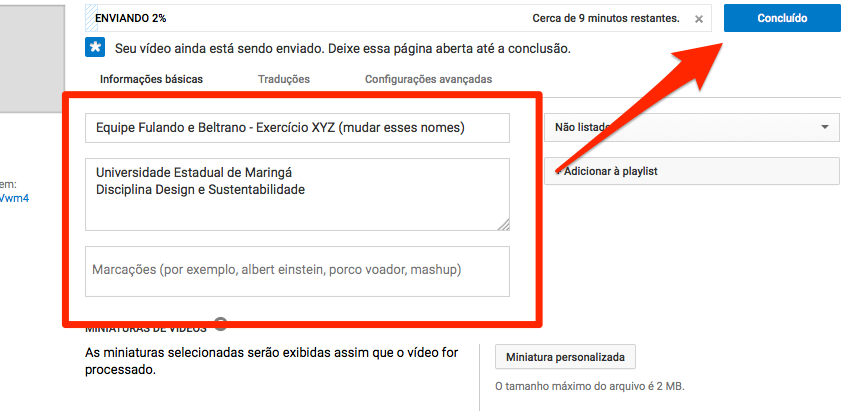 ENVIANDO 2%
Cerca de 9 minutos restantes.
×
Concluído
Seu vídeo ainda está sendo enviado. Deixe essa página aberta até a conclusão.
Informações básicas
Traduções
Configurações avançadas
Equipe Fulando e Beltrano - Exercício XYZ (mudar esses nomes)
Não listado
Universidade Estadual de Maringá
Disciplina Design e Sustentabilidade
+ Adicionar à playlist
em:
Vwm4
Marcações (por exemplo, albert einstein, porco voador, mashup)
MINIATURAS DE VÍDEOS ?
As miniaturas selecionadas serão exibidas assim que o vídeo for
processado.
Miniatura personalizada
O tamanho máximo do arquivo é 2 MB.